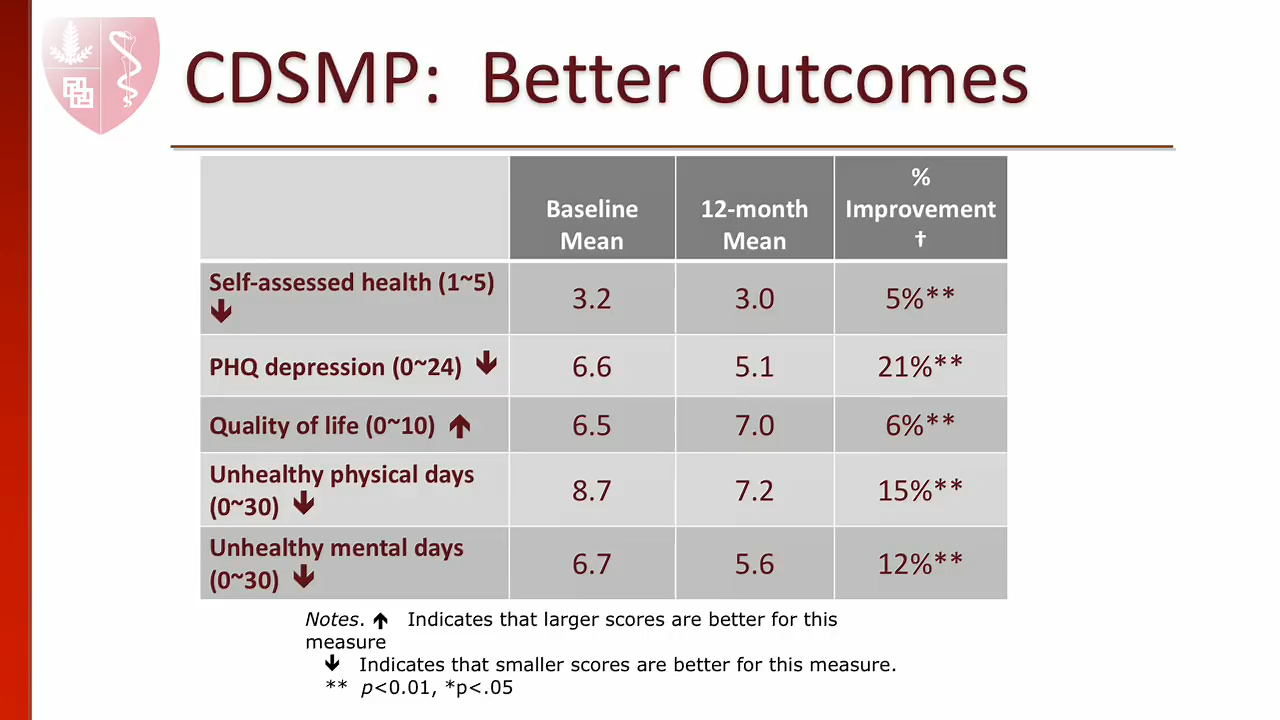 CDSMP: Better Outcomes
Baseline Mean
12-month Mean
% Improvement †
Self-assessed health (1~5) 🡻
3.2
3.0
5%**
PHQ depression (0~24) 🡻
6.6
5.1
21%**
Quality of life (0~10) 🡹
6.5
7.0
6%**
Unhealthy physical days
(0~30) 🡻
8.7
7.2
15%**
Unhealthy mental days
(0~30) 🡻
6.7
5.6
12%**
Notes. 🡹 Indicates that larger scores are better for this
measure
🡻 Indicates that smaller scores are better for this measure.
** p<0.01, *p<.05